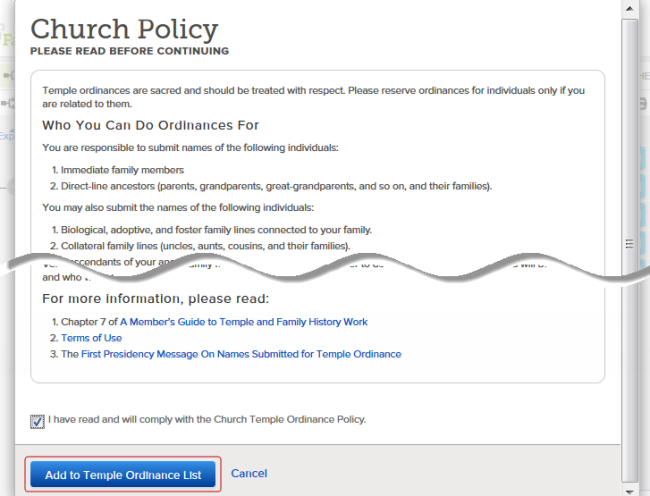 Church Policy
PLEASE READ BEFORE CONTINUING
Temple ordinances are sacred and should be treated with respect. Please reserve ordinances for individuals only if you
are related to them.
Who You Can Do Ordinances For
You are responsible to submit names of the following individuals:
1. Immediate family members
2. Direct-line ancestors (parents, grandparents, great-grandparents, and so on, and their families).
You may also submit the names of the following individuals:
1. Biological, adoptive, and foster family lines connected to your family.
2. Collateral family lines (uncles, aunts, cousins, and their families).
and who
For more information, please read:
1. Chapter 7 of A Member's Guide to Temple and Family History Work
2. Terms of Use
3. The First Presidency Message On Names Submitted for Temple Ordinance
I have read and will comply with the Church Temple Ordinance Policy.
Add to Temple Ordinance List
Cancel